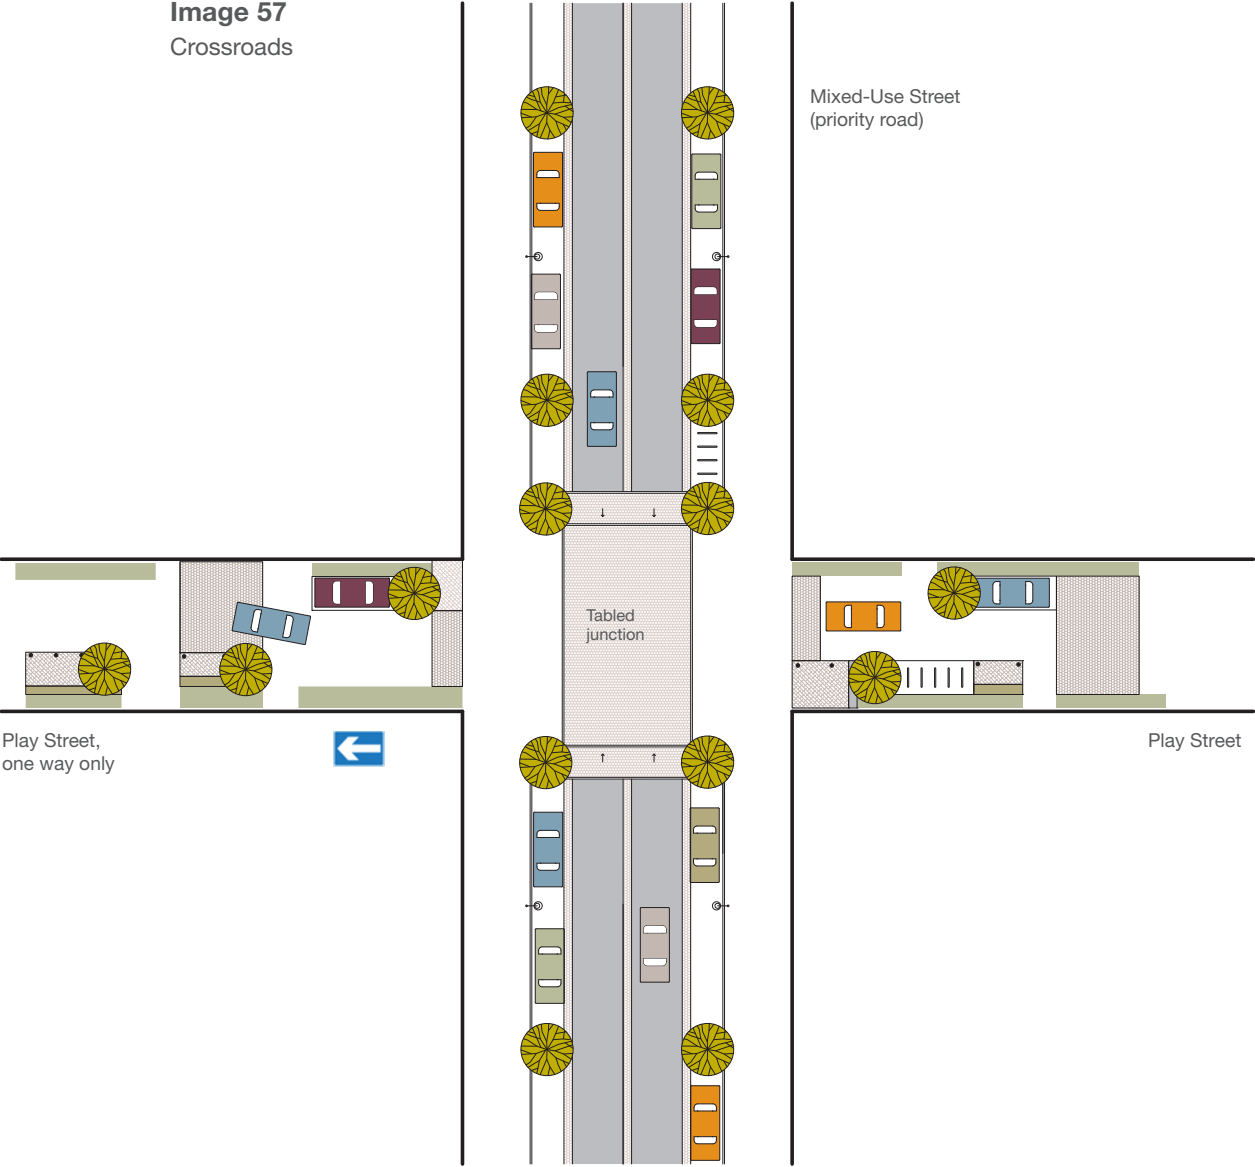 Image 57
Crossroads
Mixed-Use Street
(priority road)
Tabled
junction
Play Street,
one way only
Play Street